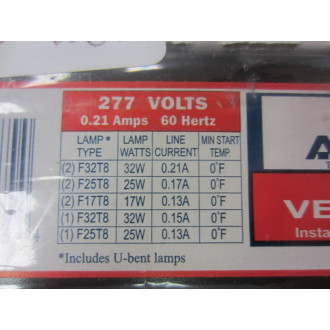 277 VOLTS
0.21 Amps 60 Hertz
LAMP* TYPE LAMP WATTS LINE CURRENT MIN START TEMP.
(2) F32T8 32W 0.21A 0°F
(2) F25T8 25W 0.17A 0°F
(2) F17T8 17W 0.13A 0°F
(1) F32T8 32W 0.15A 0°F
(1) F25T8 25W 0.13A 0°F
*Includes U-bent lamps
A
VE
Insta
4